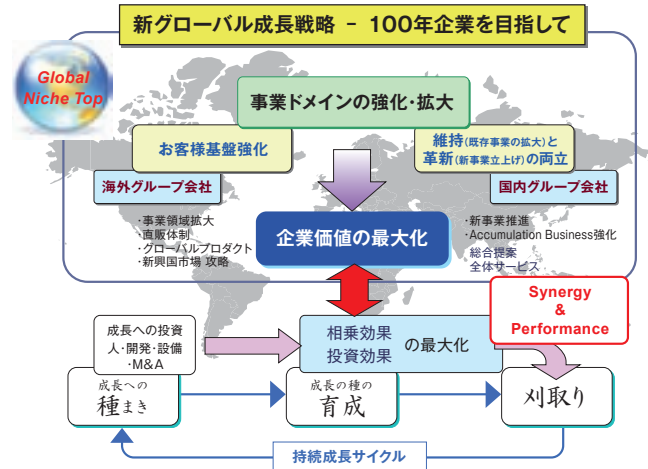 新グローバル成長戦略 － 100年企業を目指して
Global
Niche Top
事業ドメインの強化･拡大
お客様基盤強化
維持(既存事業の拡大)と
革新(新事業立上げ)の両立
海外グループ会社
国内グループ会社
･事業領域拡大
･直販体制
･グローバルプロダクト
･新興国市場 攻略
企業価値の最大化
･新事業推進
･Accumulation Business強化
総合提案
全体サービス
Synergy
&
Performance
成長への投資
人･開発･設備
･M&A
相乗効果
投資効果
の最大化
成長への
種まき
成長の種の
育成
刈取り
持続成長サイクル